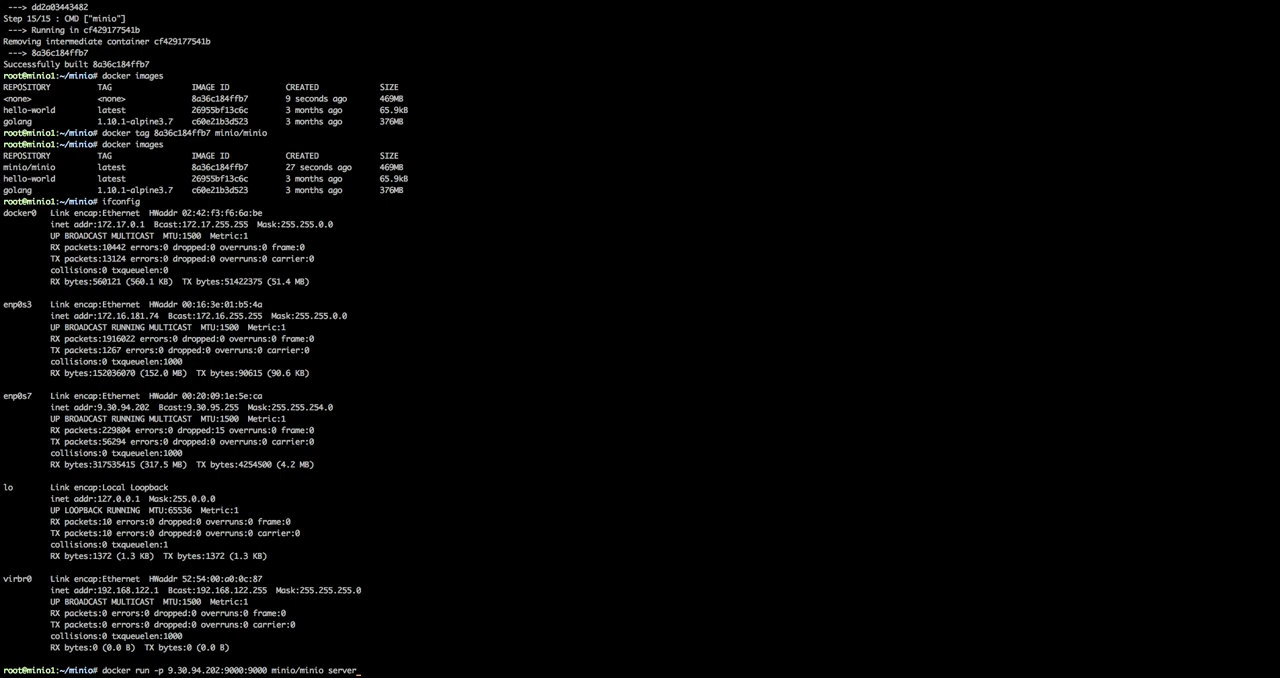 ---> dd2a03443482
Step 15/15 : CMD ["minio"]
---> Running in cf429177541b
Removing intermediate container cf429177541b
---> 8a36c184ffb7
Successfully built 8a36c184ffb7
root@minio1:~/minio# docker images
REPOSITORY TAG IMAGE ID CREATED SIZE
<none> <none> 8a36c184ffb7 9 seconds ago 469MB
hello-world latest 26955bf13c6c 3 months ago 65.9kB
golang 1.10.1-alpine3.7 c60e21b3d523 3 months ago 376MB
root@minio1:~/minio# docker tag 8a36c184ffb7 minio/minio
root@minio1:~/minio# docker images
REPOSITORY TAG IMAGE ID CREATED SIZE
minio/minio latest 8a36c184ffb7 27 seconds ago 469MB
hello-world latest 26955bf13c6c 3 months ago 65.9kB
golang 1.10.1-alpine3.7 c60e21b3d523 3 months ago 376MB
root@minio1:~/minio# ifconfig
docker0 Link encap:Ethernet HWaddr 02:42:f3:f6:6a:be
inet addr:172.17.0.1 Bcast:172.17.255.255 Mask:255.255.0.0
UP BROADCAST MULTICAST MTU:1500 Metric:1
RX packets:10442 errors:0 dropped:0 overruns:0 frame:0
TX packets:13124 errors:0 dropped:0 overruns:0 carrier:0
collisions:0 txqueuelen:0
RX bytes:560121 (560.1 KB) TX bytes:51422375 (51.4 MB)
enp0s3 Link encap:Ethernet HWaddr 00:16:3e:01:b5:4a
inet addr:172.16.181.74 Bcast:172.16.255.255 Mask:255.255.0.0
UP BROADCAST RUNNING MULTICAST MTU:1500 Metric:1
RX packets:1916022 errors:0 dropped:0 overruns:0 frame:0
TX packets:1267 errors:0 dropped:0 overruns:0 carrier:0
collisions:0 txqueuelen:1000
RX bytes:152036070 (152.0 MB) TX bytes:90615 (90.6 KB)
enp0s7 Link encap:Ethernet HWaddr 00:20:09:1e:5e:ca
inet addr:9.30.94.202 Bcast:9.30.95.255 Mask:255.255.254.0
UP BROADCAST RUNNING MULTICAST MTU:1500 Metric:1
RX packets:229804 errors:0 dropped:15 overruns:0 frame:0
TX packets:56294 errors:0 dropped:0 overruns:0 carrier:0
collisions:0 txqueuelen:1000
RX bytes:317535415 (317.5 MB) TX bytes:4254500 (4.2 MB)
lo Link encap:Local Loopback
inet addr:127.0.0.1 Mask:255.0.0.0
UP LOOPBACK RUNNING MTU:65536 Metric:1
RX packets:10 errors:0 dropped:0 overruns:0 frame:0
TX packets:10 errors:0 dropped:0 overruns:0 carrier:0
collisions:0 txqueuelen:1
RX bytes:1372 (1.3 KB) TX bytes:1372 (1.3 KB)
virbr0 Link encap:Ethernet HWaddr 52:54:00:a0:0c:87
inet addr:192.168.122.1 Bcast:192.168.122.255 Mask:255.255.255.0
UP BROADCAST MULTICAST MTU:1500 Metric:1
RX packets:0 errors:0 dropped:0 overruns:0 frame:0
TX packets:0 errors:0 dropped:0 overruns:0 carrier:0
collisions:0 txqueuelen:1000
RX bytes:0 (0.0 B) TX bytes:0 (0.0 B)
root@minio1:~/minio# docker run -p 9.30.94.202:9000:9000 minio/minio server